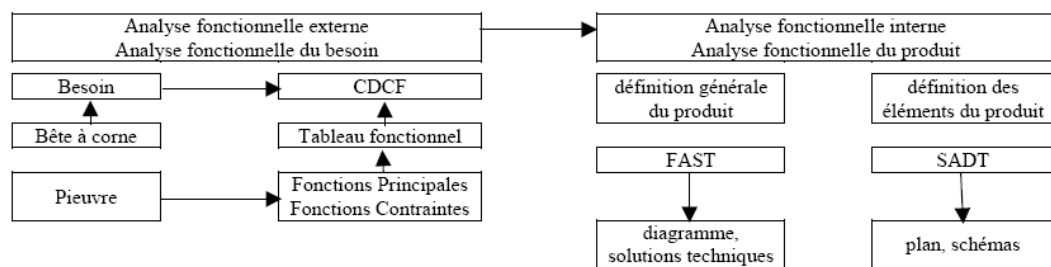 Analyse fonctionnelle externe
Analyse fonctionnelle du besoin
Analyse fonctionnelle interne
Analyse fonctionnelle du produit
Besoin
CDCF
définition générale
du produit
définition des
éléments du produit
Bête à corne
Tableau fonctionnel
FAST
SADT
Pieuvre
Fonctions Principales
Fonctions Contraintes
diagramme,
solutions techniques
plan, schémas